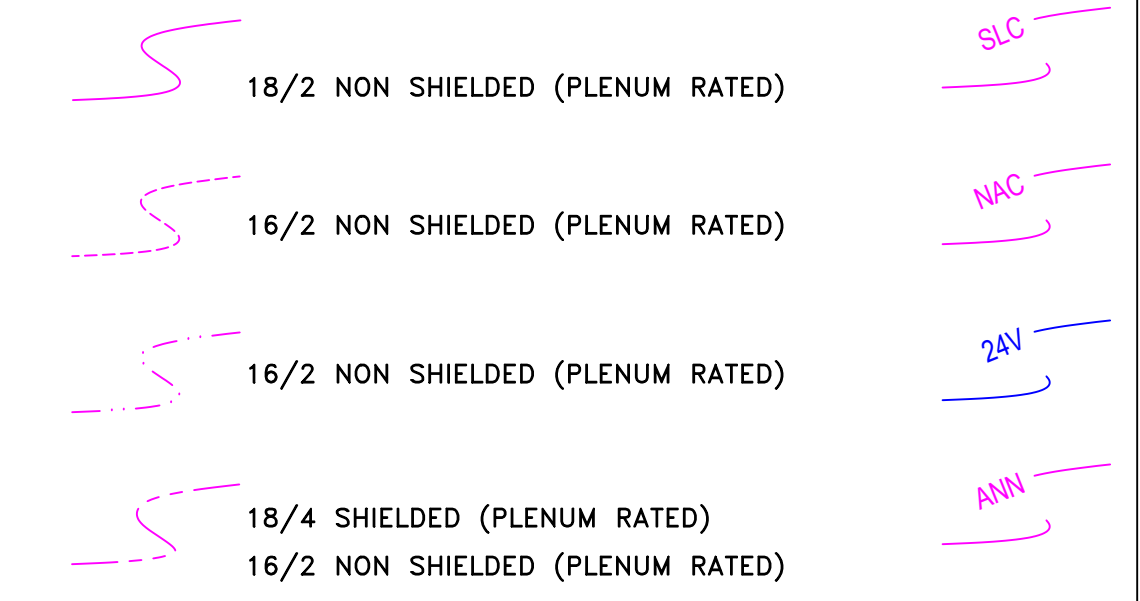 SLC
18/2 NON SHIELDED (PLENUM RATED)
NAC
16/2 NON SHIELDED (PLENUM RATED)
24V
16/2 NON SHIELDED (PLENUM RATED)
ANN
18/4 SHIELDED (PLENUM RATED)
16/2 NON SHIELDED (PLENUM RATED)